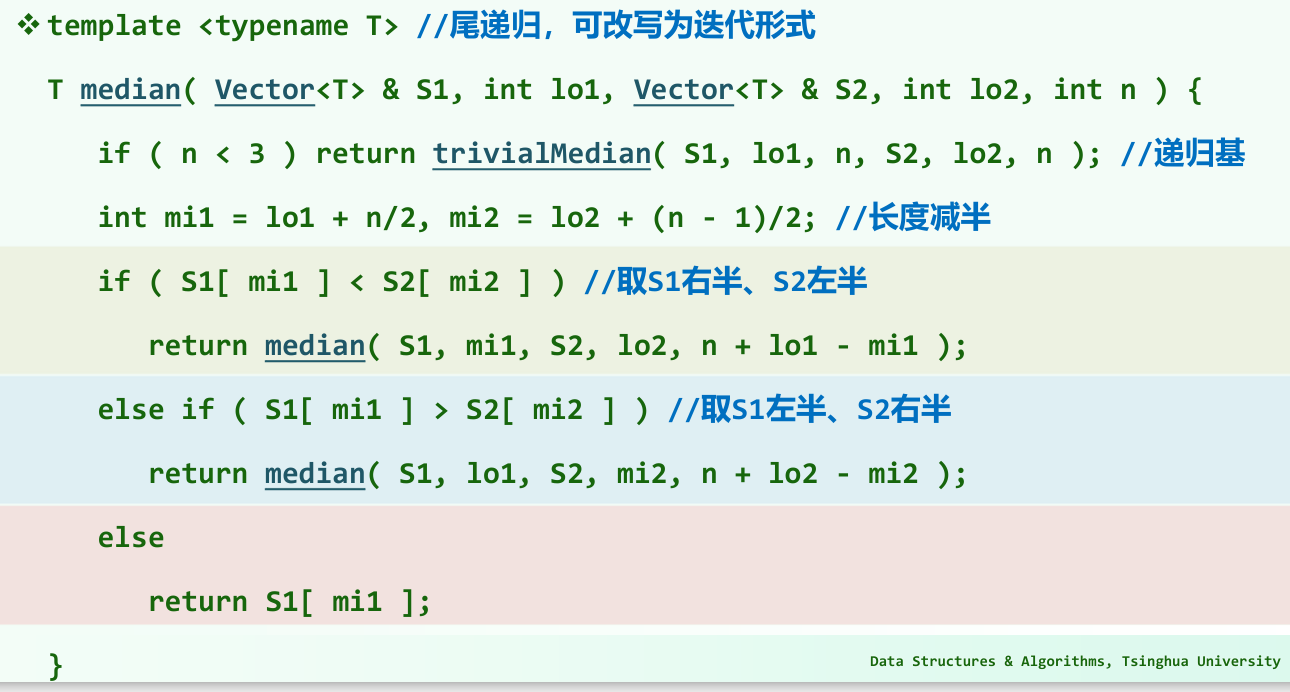 ❖ template <typename T> //尾递归，可改写为迭代形式
T median( Vector<T> & S1, int lo1, Vector<T> & S2, int lo2, int n ) {
if ( n < 3 ) return trivialMedian( S1, lo1, n, S2, lo2, n ); //递归基
int mi1 = lo1 + n/2, mi2 = lo2 + (n - 1)/2; //长度减半
if ( S1[ mi1 ] < S2[ mi2 ] ) //取S1右半、S2左半
return median( S1, mi1, S2, lo2, n + lo1 - mi1 );
else if ( S1[ mi1 ] > S2[ mi2 ] ) //取S1左半、S2右半
return median( S1, lo1, S2, mi2, n + lo2 - mi2 );
else
return S1[ mi1 ];
}
Data Structures & Algorithms, Tsinghua University